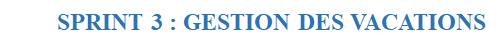 SPRINT 3 : GESTION DES VACATIONS